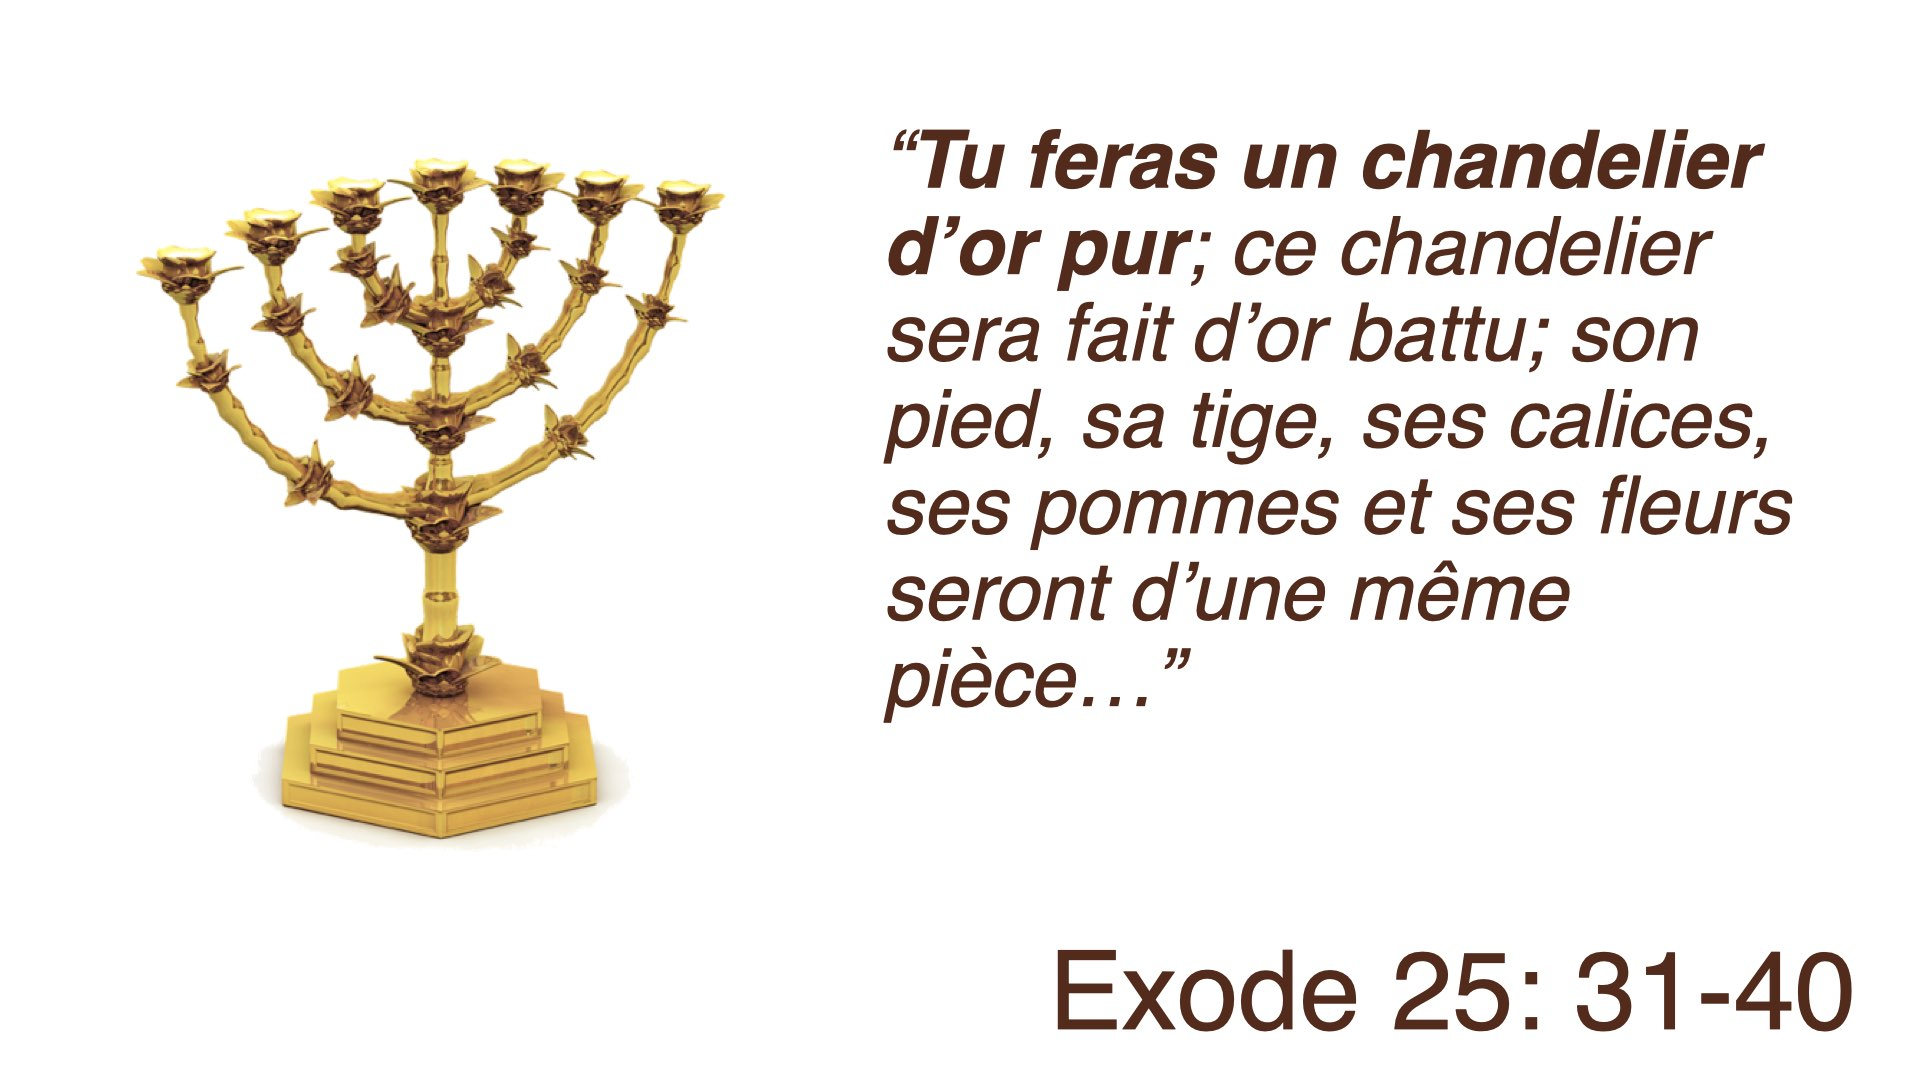 “Tu feras un chandelier
d’or pur; ce chandelier
sera fait d’or battu; son
pied, sa tige, ses calices,
ses pommes et ses fleurs
seront d’une même
pièce…”
Exode 25: 31-40